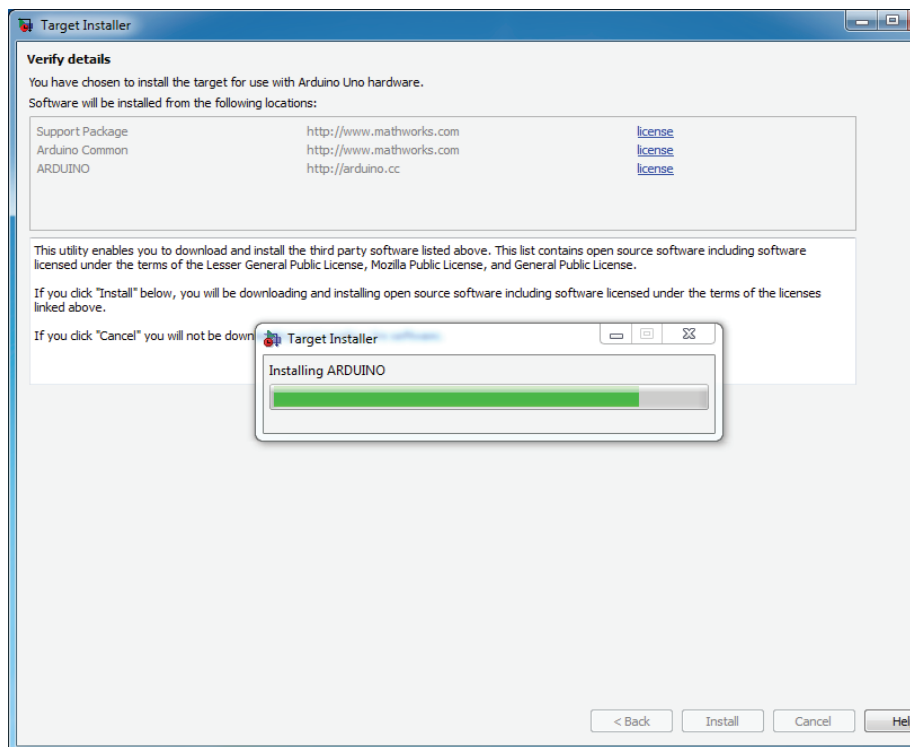 Target Installer
Verify details
You have chosen to install the target for use with Arduino Uno hardware.
Software will be installed from the following locations:
Support Package http://www.mathworks.com license
Arduino Common http://www.mathworks.com license
ARDUINO http://arduino.cc license
This utility enables you to download and install the third party software listed above. This list contains open source software including software
licensed under the terms of the Lesser General Public License, Mozilla Public License, and General Public License.
If you click "Install" below, you will be downloading and installing open source software including software licensed under the terms of the licenses
linked above.
If you click "Cancel" you will not be down
Target Installer
Installing ARDUINO
< Back Install Cancel Hel